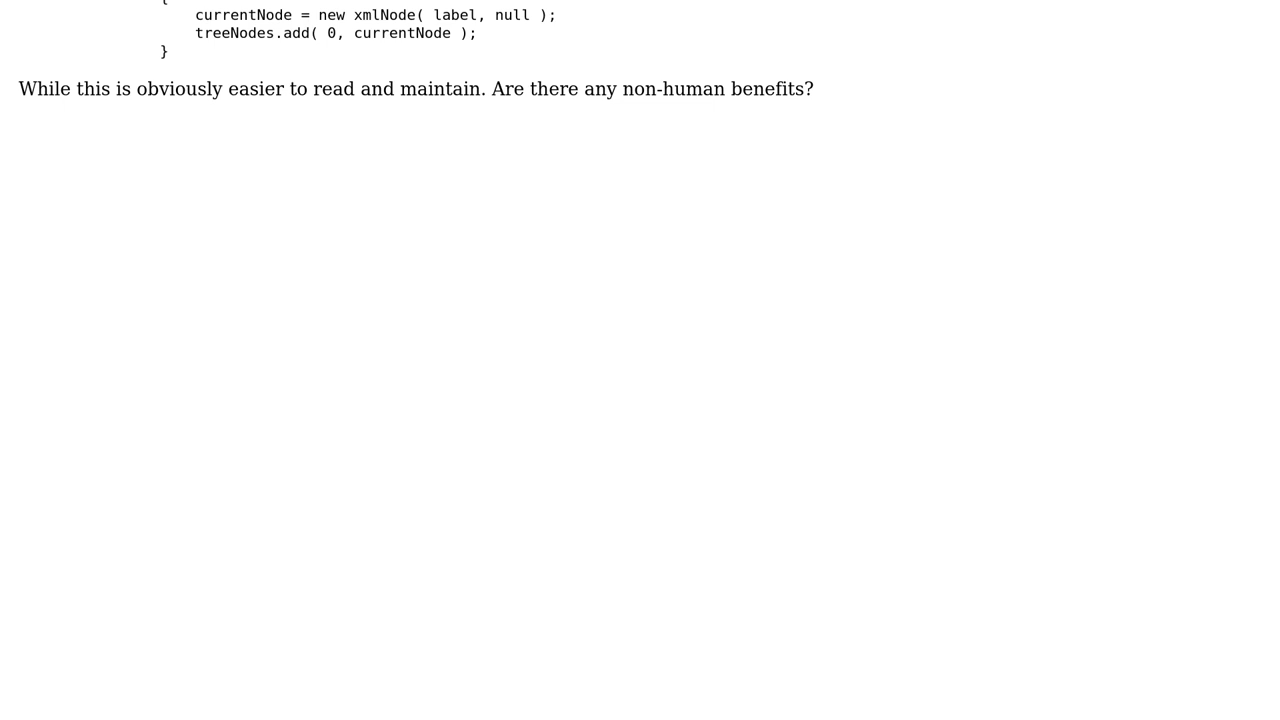 {
currentNode = new xmlNode( label, null );
treeNodes.add( 0, currentNode );
}
While this is obviously easier to read and maintain. Are there any non-human benefits?